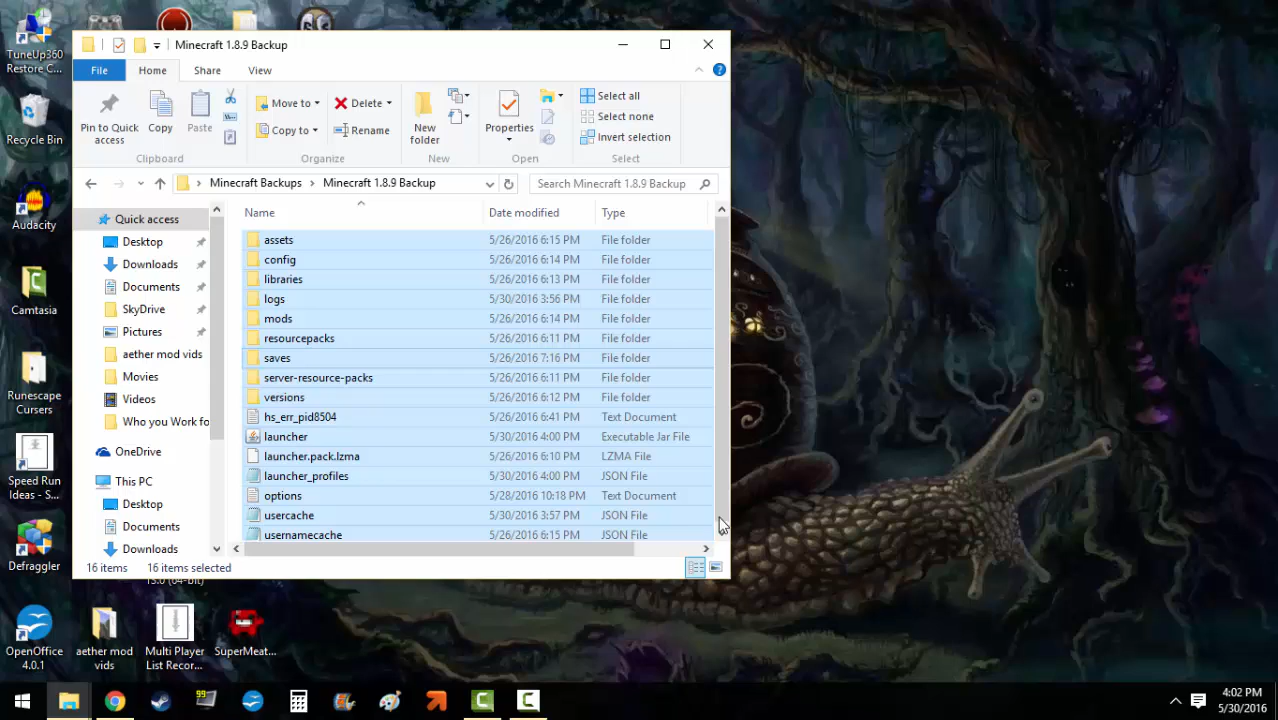 TuneUp360
Restore C...
Recycle Bin
Audacity
Camtasia
Runescape
Cursers
Speed Run
Ideas - S...
Defraggler
OpenOffice
4.0.1
aether mod
vids
Multi Player
List Recor...
SuperMeat...
13.0 (64-bit)
Minecraft 1.8.9 Backup
File
Home
Share
View
Pin to Quick
access
Copy
Paste
Clipboard
Move to
Copy to
Delete
Rename
Organize
New
folder
New
Properties
Open
Select all
Select none
Invert selection
Select
Minecraft Backups
Minecraft 1.8.9 Backup
Search Minecraft 1.8.9 Backup
Quick access
Desktop
Downloads
Documents
SkyDrive
Pictures
aether mod vids
Movies
Videos
Who you Work fo
OneDrive
This PC
Desktop
Documents
Downloads
Name Date modified Type
assets 5/26/2016 6:15 PM File folder
config 5/26/2016 6:14 PM File folder
libraries 5/26/2016 6:13 PM File folder
logs 5/30/2016 3:56 PM File folder
mods 5/26/2016 6:14 PM File folder
resourcepacks 5/26/2016 6:11 PM File folder
saves 5/26/2016 7:16 PM File folder
server-resource-packs 5/26/2016 6:11 PM File folder
versions 5/26/2016 6:12 PM File folder
hs_err_pid8504 5/26/2016 6:41 PM Text Document
launcher 5/30/2016 4:00 PM Executable Jar File
launcher.pack.lzma 5/26/2016 6:10 PM LZMA File
launcher_profiles 5/30/2016 4:00 PM JSON File
options 5/28/2016 10:18 PM Text Document
usercache 5/30/2016 3:57 PM JSON File
usernamecache 5/26/2016 6:15 PM JSON File
16 items 16 items selected
99
4:02 PM
5/30/2016